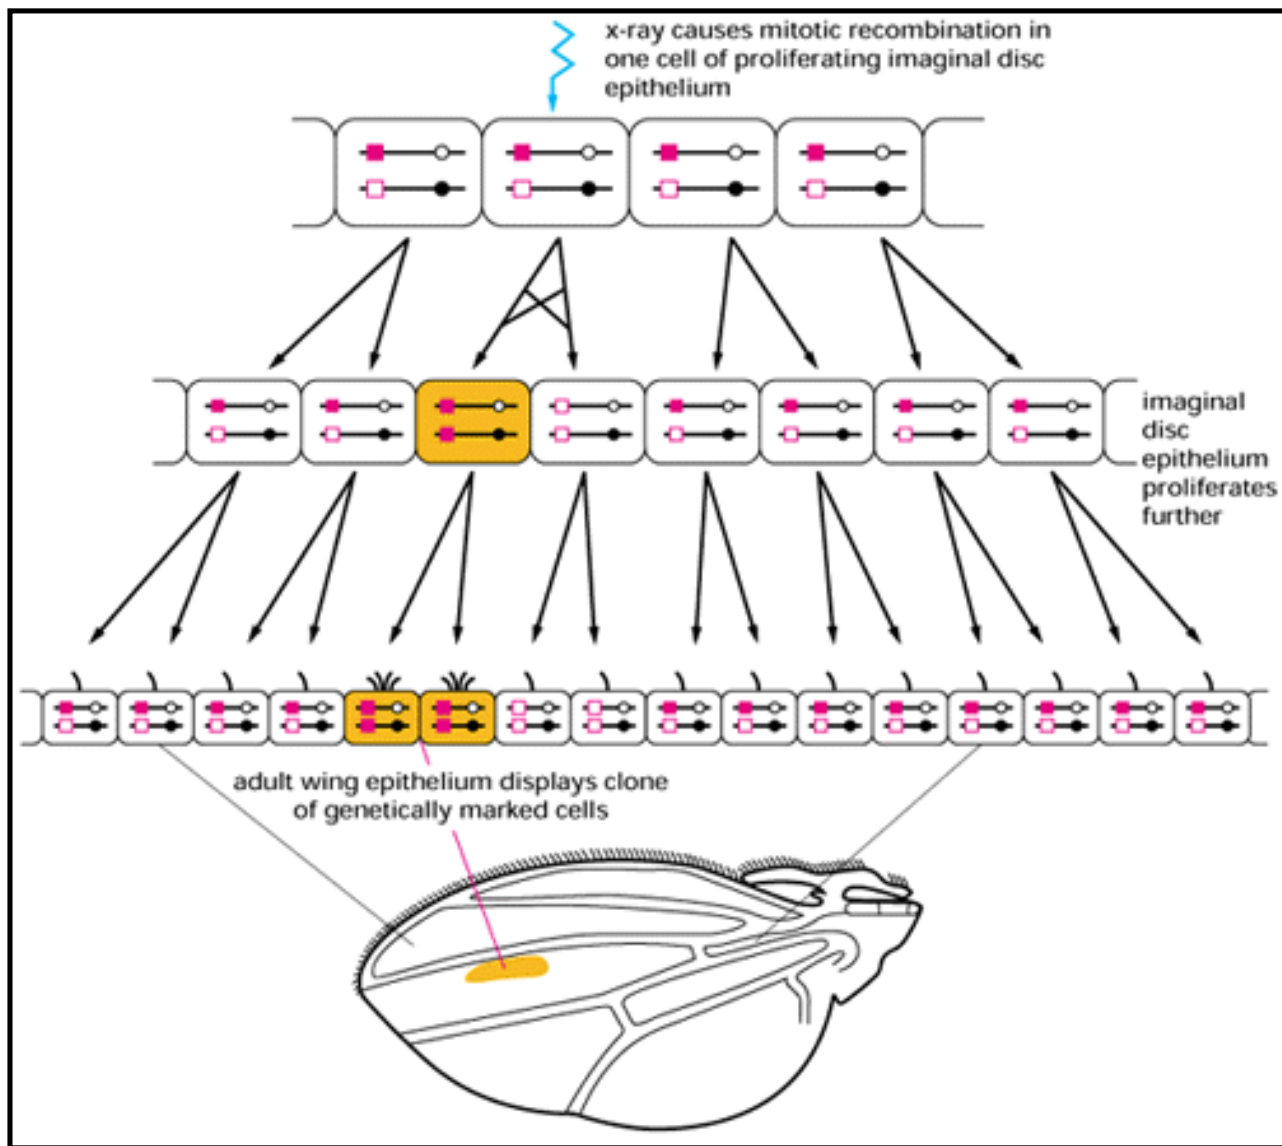 x-ray causes mitotic recombination in
one cell of proliferating imaginal disc
epithelium
imaginal
disc
epithelium
proliferates
further
adult wing epithelium displays clone
of genetically marked cells